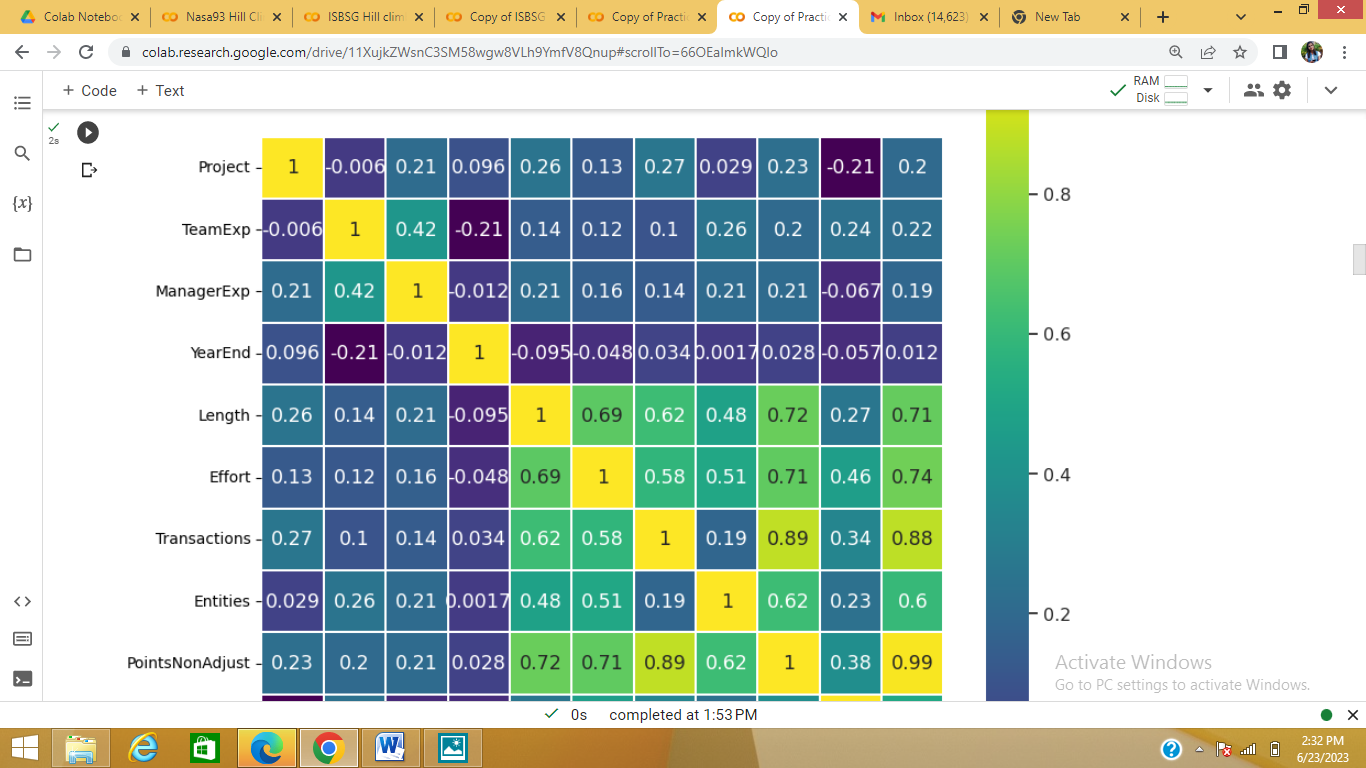 Colab Noteboo
Nasa93 Hill Cli
ISBSG Hill clim
Copy of ISBSG
Copy of Practic
Copy of Practi
Inbox (14,623)
New Tab
colab.research.google.com/drive/11XujkZWsnC3SM58wgw8VLh9YmfV8Qnup#scrollTo=66OEaImkWQIo
+ Code + Text
RAM
Disk
2s
{x}
Project 1 -0.006 0.21 0.096 0.26 0.13 0.27 0.029 0.23 -0.21 0.2
TeamExp -0.006 1 0.42 -0.21 0.14 0.12 0.1 0.26 0.2 0.24 0.22
ManagerExp 0.21 0.42 1 -0.012 0.21 0.16 0.14 0.21 0.21 -0.067 0.19
YearEnd 0.096 -0.21 -0.012 1 -0.095 -0.048 0.034 0.0017 0.028 -0.057 0.012
Length 0.26 0.14 0.21 -0.095 1 0.69 0.62 0.48 0.72 0.27 0.71
Effort 0.13 0.12 0.16 -0.048 0.69 1 0.58 0.51 0.71 0.46 0.74
Transactions 0.27 0.1 0.14 0.034 0.62 0.58 1 0.19 0.89 0.34 0.88
Entities 0.029 0.26 0.21 0.0017 0.48 0.51 0.19 1 0.62 0.23 0.6
PointsNonAdjust 0.23 0.2 0.21 0.028 0.72 0.71 0.89 0.62 1 0.38 0.99
0.8
0.6
0.4
0.2
Activate Windows
Go to PC settings to activate Windows.
0s completed at 1:53 PM
2:32 PM
6/23/2023